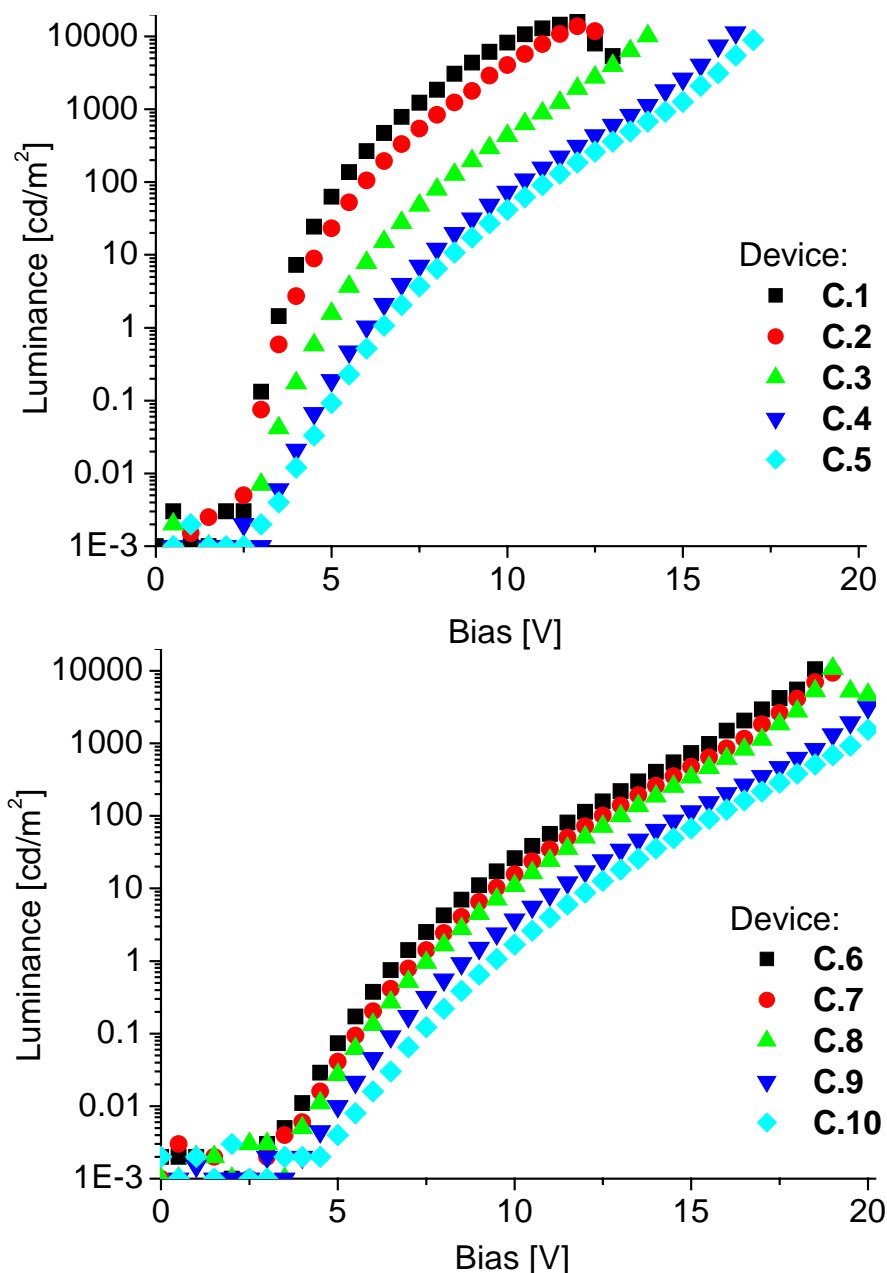 10000
1000
100
10
1
0.1
0.01
1E-3
Luminance [cd/m²]
0 5 10 15 20
Bias [V]
Device:
C.1
C.2
C.3
C.4
C.5
10000
1000
100
10
1
0.1
0.01
1E-3
Luminance [cd/m²]
0 5 10 15 20
Bias [V]
Device:
C.6
C.7
C.8
C.9
C.10